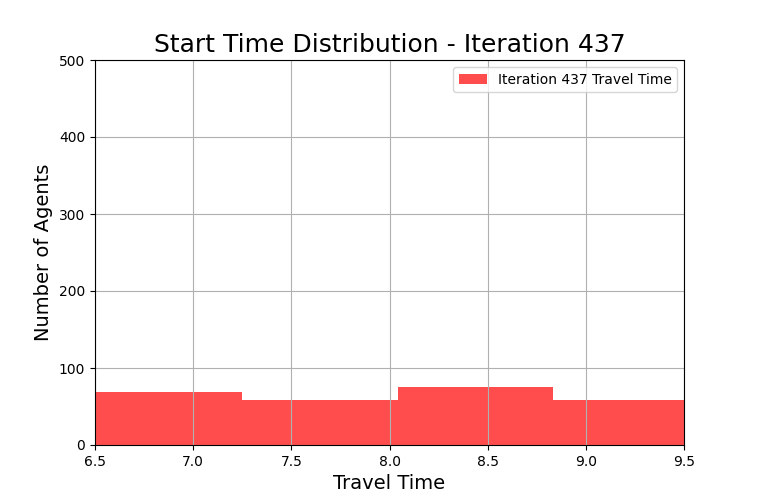 Start Time Distribution - Iteration 437
Iteration 437 Travel Time
Number of Agents
500
400
300
200
100
0
6.5 7.0 7.5 8.0 8.5 9.0 9.5
Travel Time